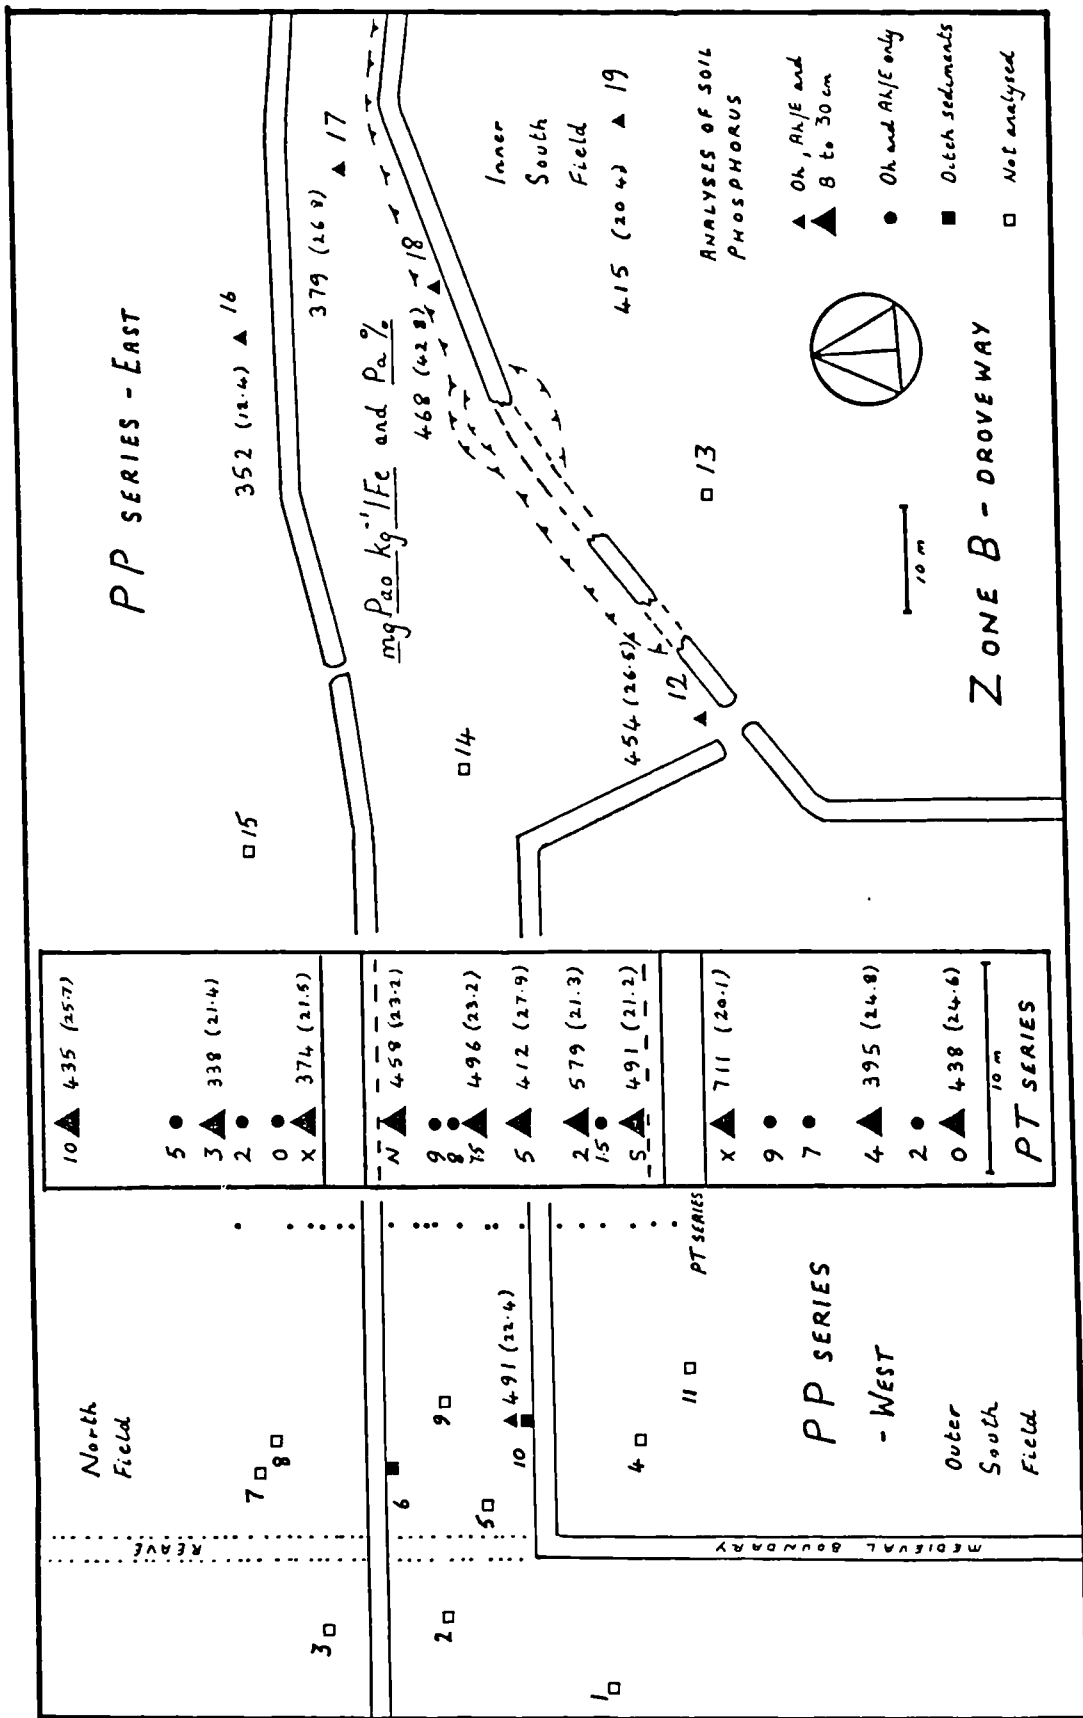 PP SERIES - EAST
352 (12.4) 16
379 (26.8) 17
mg Pao kg⁻¹/Fe and Pa %
468 (42.8) 18
Inner
South
Field
415 (20.4) 19
15
14
454 (26.5)
12
13
ANALYSES OF SOIL
PHOSPHORUS
Oh, Ah/E and
B to 30 cm
Oh and Ah/E only
Ditch sediments
Not analysed
10 m
ZONE B - DROVEWAY
10 435 (25.7)
5
3 338 (21.4)
2
0
X 374 (21.5)
N 458 (23.2)
9
8
7.5 496 (23.2)
5 412 (27.9)
2 579 (21.3)
1.5
S 491 (21.2)
X 711 (20.1)
9
7
4 395 (24.8)
2
0 438 (24.6)
10 m
PT SERIES
North
Field
7
8
REAVE
3
6
9
5
10 491 (22.4)
2
4
11
PT SERIES
1
MEDIEVAL BOUNDARY
PP SERIES
- WEST
Outer
South
Field